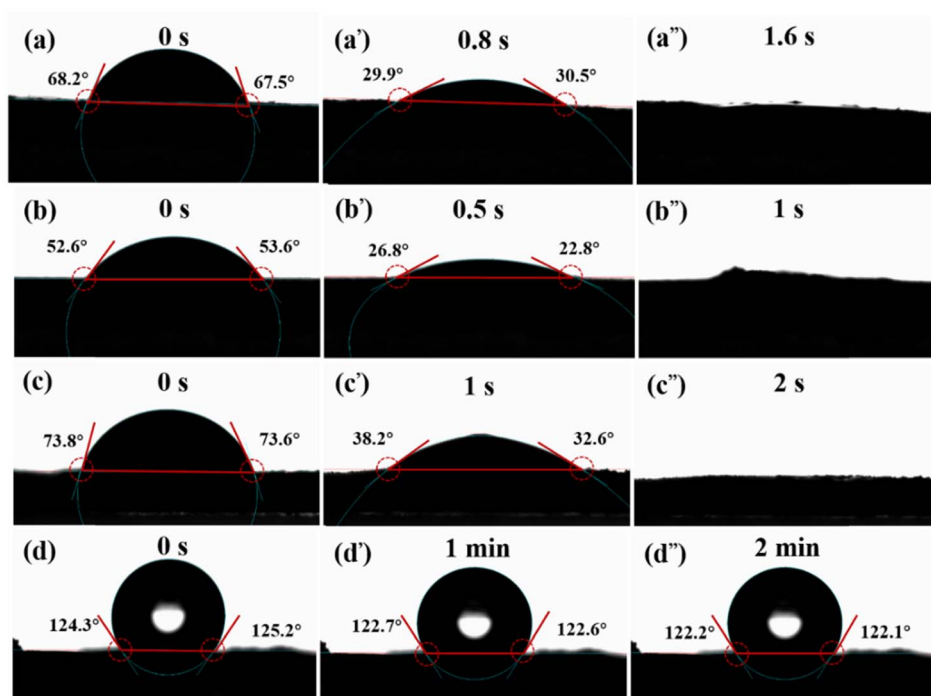 (a) 0 s (a') 0.8 s (a'') 1.6 s
68.2° 67.5° 29.9° 30.5°
(b) 0 s (b') 0.5 s (b'') 1 s
52.6° 53.6° 26.8° 22.8°
(c) 0 s (c') 1 s (c'') 2 s
73.8° 73.6° 38.2° 32.6°
(d) 0 s (d') 1 min (d'') 2 min
124.3° 125.2° 122.7° 122.6° 122.2° 122.1°